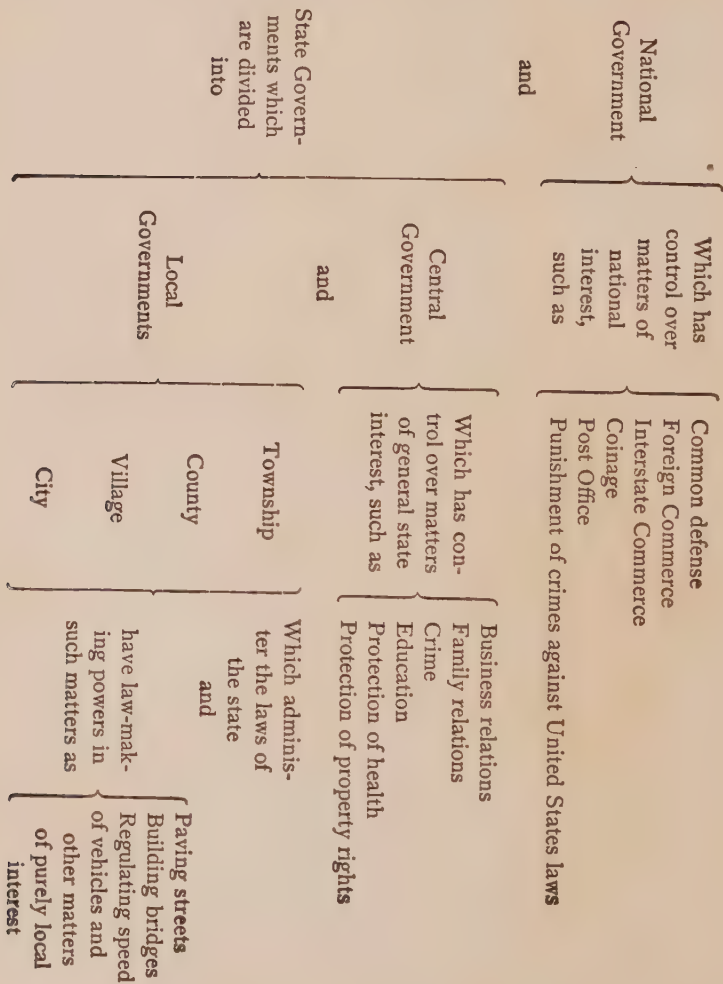 National
Government
Which has
control over
matters of
national
interest,
such as
Common defense
Foreign Commerce
Interstate Commerce
Coinage
Post Office
Punishment of crimes against United States laws
and
State Govern-
ments which
are divided
into
Central
Government
Which has con-
trol over matters
of general state
interest, such as
Business relations
Family relations
Crime
Education
Protection of health
Protection of property rights
and
Local
Governments
Township
County
Village
City
Which adminis-
ter the laws of
the state
and
have law-mak-
ing powers in
such matters as
Paving streets
Building bridges
Regulating speed
of vehicles and
other matters
of purely local
interest